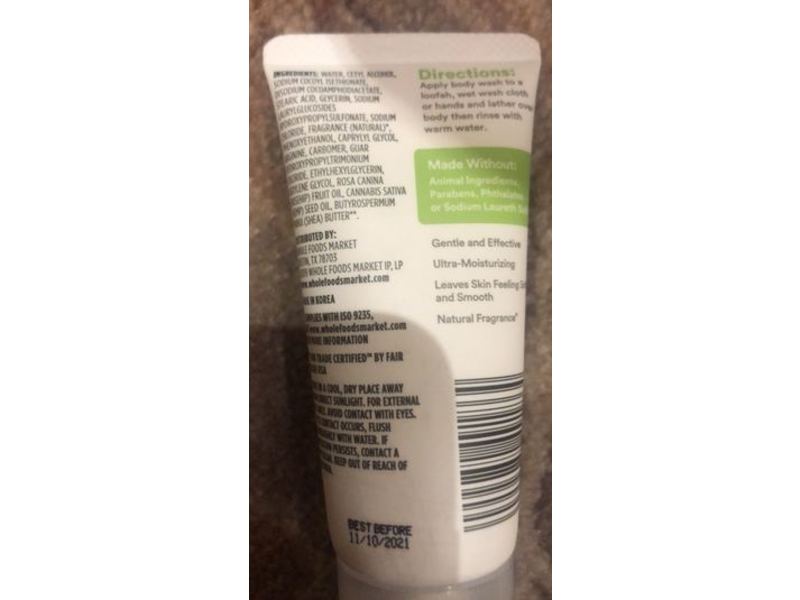 INGREDIENTS: WATER, CETYL ALCOHOL,
SODIUM COCOYL ISETHIONATE,
DISODIUM COCOAMPHODIACETATE,
STEARIC ACID, GLYCERIN, SODIUM
LAURYLGLUCOSIDES
HYDROXYPROPYLSULFONATE, SODIUM
CHLORIDE, FRAGRANCE (NATURAL)*,
PHENOXYETHANOL, CAPRYLYL GLYCOL,
ARGININE, CARBOMER, GUAR
HYDROXYPROPYLTRIMONIUM
CHLORIDE, ETHYLHEXYLGLYCERIN,
GLYCOL, ROSA CANINA
FRUIT OIL, CANNABIS SATIVA
SEED OIL, BUTYROSPERMUM
(SHEA) BUTTER**.
DISTRIBUTED BY:
WHOLE FOODS MARKET
TX 78703
WHOLE FOODS MARKET IP, LP
www.wholefoodsmarket.com
IN KOREA
WITH ISO 9235,
www.wholefoodsmarket.com
INFORMATION
TRADE CERTIFIED™ BY FAIR
USA
IN A COOL, DRY PLACE AWAY
DIRECT SUNLIGHT. FOR EXTERNAL
AVOID CONTACT WITH EYES.
CONTACT OCCURS, FLUSH
WITH WATER. IF
PERSISTS, CONTACT A
KEEP OUT OF REACH OF
BEST BEFORE
11/10/2021
Directions:
Apply body wash to a
loofah, wet wash cloth
or hands and lather over
body then rinse with
warm water.
Made Without:
Animal Ingredients,
Parabens, Phthalates
or Sodium Laureth
Gentle and Effective
Ultra-Moisturizing
Leaves Skin Feeling
and Smooth
Natural Fragrance*